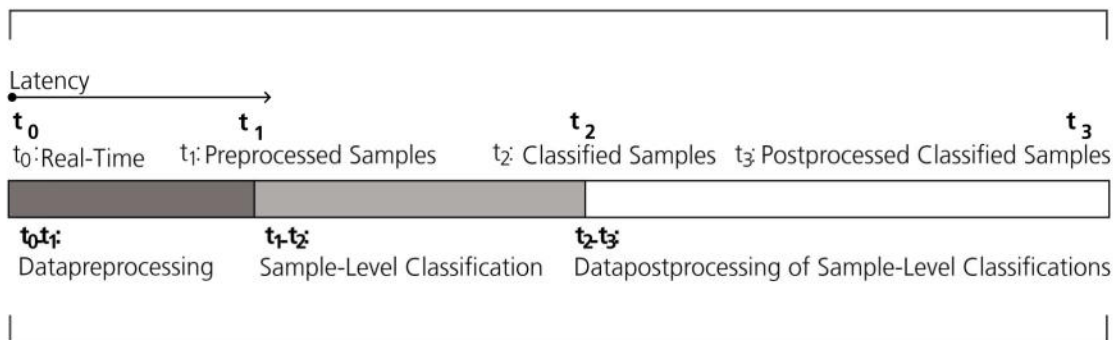 Latency
t0 t1 t2 t3
t0: Real-Time t1: Preprocessed Samples t2: Classified Samples t3: Postprocessed Classified Samples
t0-t1: t1-t2: t2-t3:
Datapreprocessing Sample-Level Classification Datapostprocessing of Sample-Level Classifications